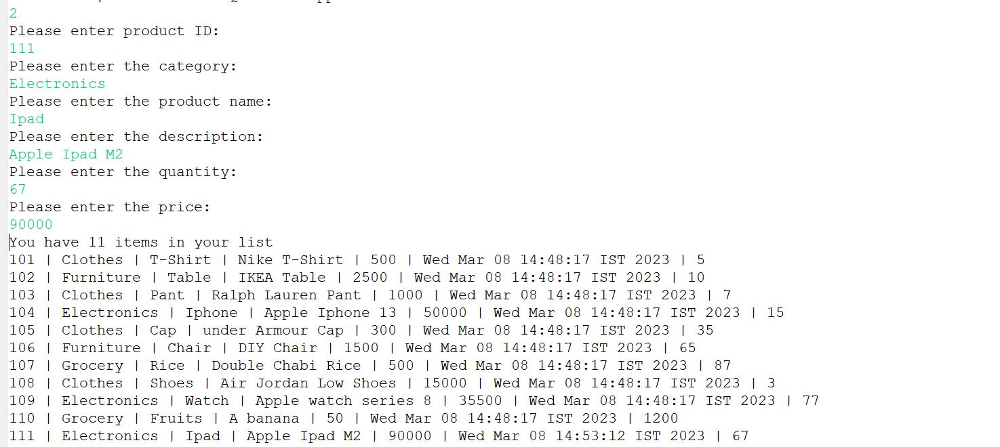 2
Please enter product ID:
111
Please enter the category:
Electronics
Please enter the product name:
Ipad
Please enter the description:
Apple Ipad M2
Please enter the quantity:
67
Please enter the price:
90000
You have 11 items in your list
101 | Clothes | T-Shirt | Nike T-Shirt | 500 | Wed Mar 08 14:48:17 IST 2023 | 5
102 | Furniture | Table | IKEA Table | 2500 | Wed Mar 08 14:48:17 IST 2023 | 10
103 | Clothes | Pant | Ralph Lauren Pant | 1000 | Wed Mar 08 14:48:17 IST 2023 | 7
104 | Electronics | Iphone | Apple Iphone 13 | 50000 | Wed Mar 08 14:48:17 IST 2023 | 15
105 | Clothes | Cap | under Armour Cap | 300 | Wed Mar 08 14:48:17 IST 2023 | 35
106 | Furniture | Chair | DIY Chair | 1500 | Wed Mar 08 14:48:17 IST 2023 | 65
107 | Grocery | Rice | Double Chabi Rice | 500 | Wed Mar 08 14:48:17 IST 2023 | 87
108 | Clothes | Shoes | Air Jordan Low Shoes | 15000 | Wed Mar 08 14:48:17 IST 2023 | 3
109 | Electronics | Watch | Apple watch series 8 | 35500 | Wed Mar 08 14:48:17 IST 2023 | 77
110 | Grocery | Fruits | A banana | 50 | Wed Mar 08 14:48:17 IST 2023 | 1200
111 | Electronics | Ipad | Apple Ipad M2 | 90000 | Wed Mar 08 14:53:12 IST 2023 | 67